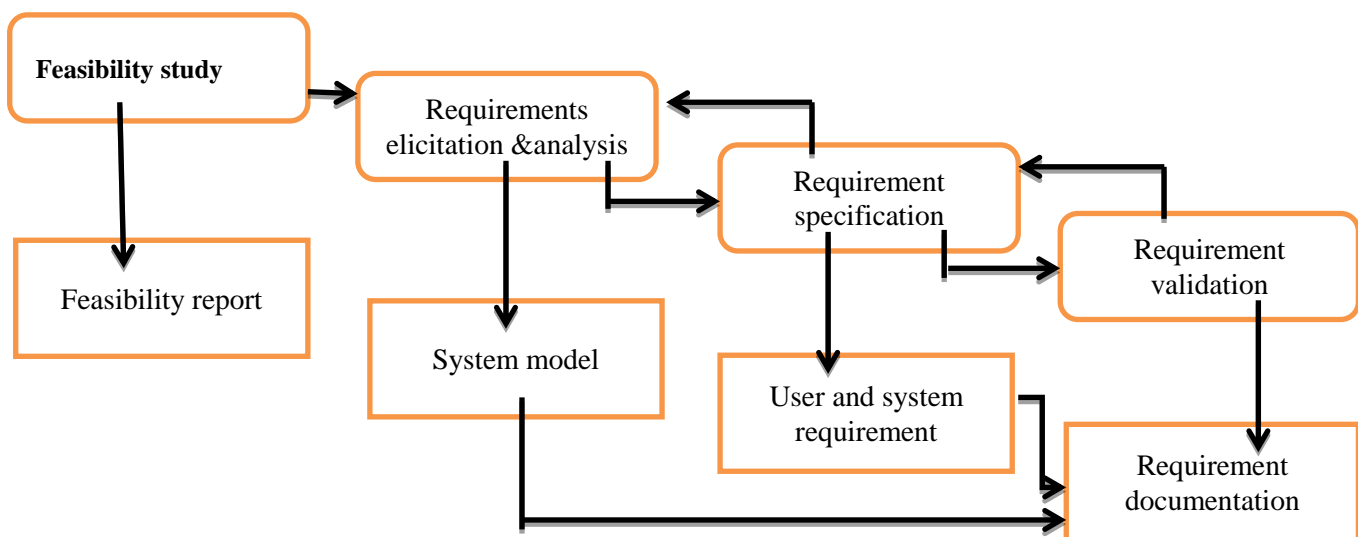 Feasibility study
Requirements
elicitation &analysis
Requirement
specification
Requirement
validation
Feasibility report
System model
User and system
requirement
Requirement
documentation